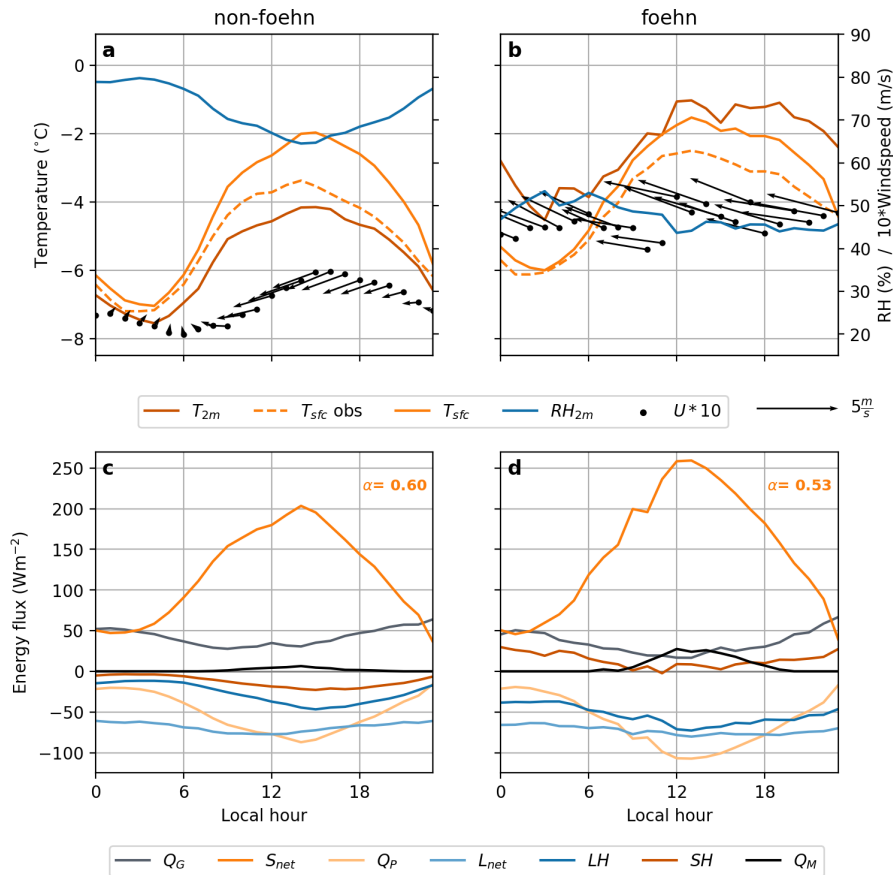 non-foehn
foehn
a
b
0
−2
−4
−6
−8
Temperature (°C)
90
80
70
60
50
40
30
20
RH (%) / 10*Windspeed (m/s)
T2m
Tsfc obs
Tsfc
RH2m
U * 10
5 m/s
c
d
α= 0.60
α= 0.53
250
200
150
100
50
0
−50
−100
Energy flux (Wm−2)
0 6 12 18
0 6 12 18
Local hour
Local hour
QG
Snet
QP
Lnet
LH
SH
QM